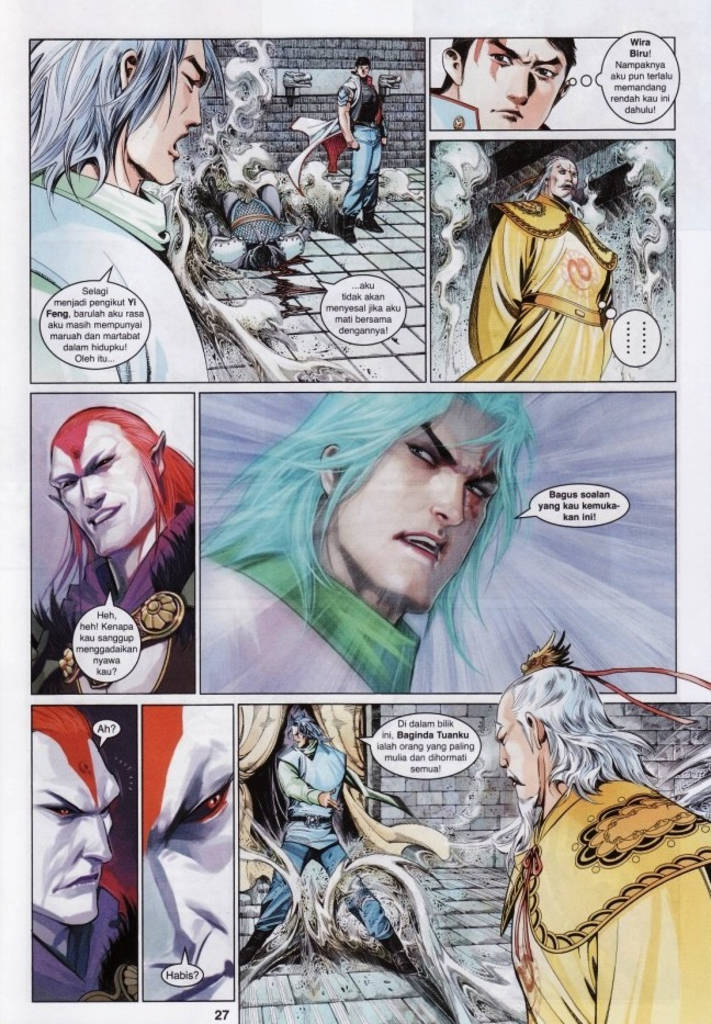 Selagi
menjadi pengikut Yi
Feng, barulah aku rasa
aku masih mempunyai
maruah dan martabat
dalam hidupku!
Oleh itu...
...aku
tidak akan
menyesal jika aku
mati bersama
dengannya!
Wira
Biru!
Nampaknya
aku pun terlalu
memandang
rendah kau ini
dahulu!
Heh,
heh! Kenapa
kau sanggup
menggadaikan
nyawa
kau?
Bagus soalan
yang kau kemuka-
kan ini!
Ah?
Habis?
Di dalam bilik
ini, Baginda Tuanku
ialah orang yang paling
mulia dan dihormati
semua!
27